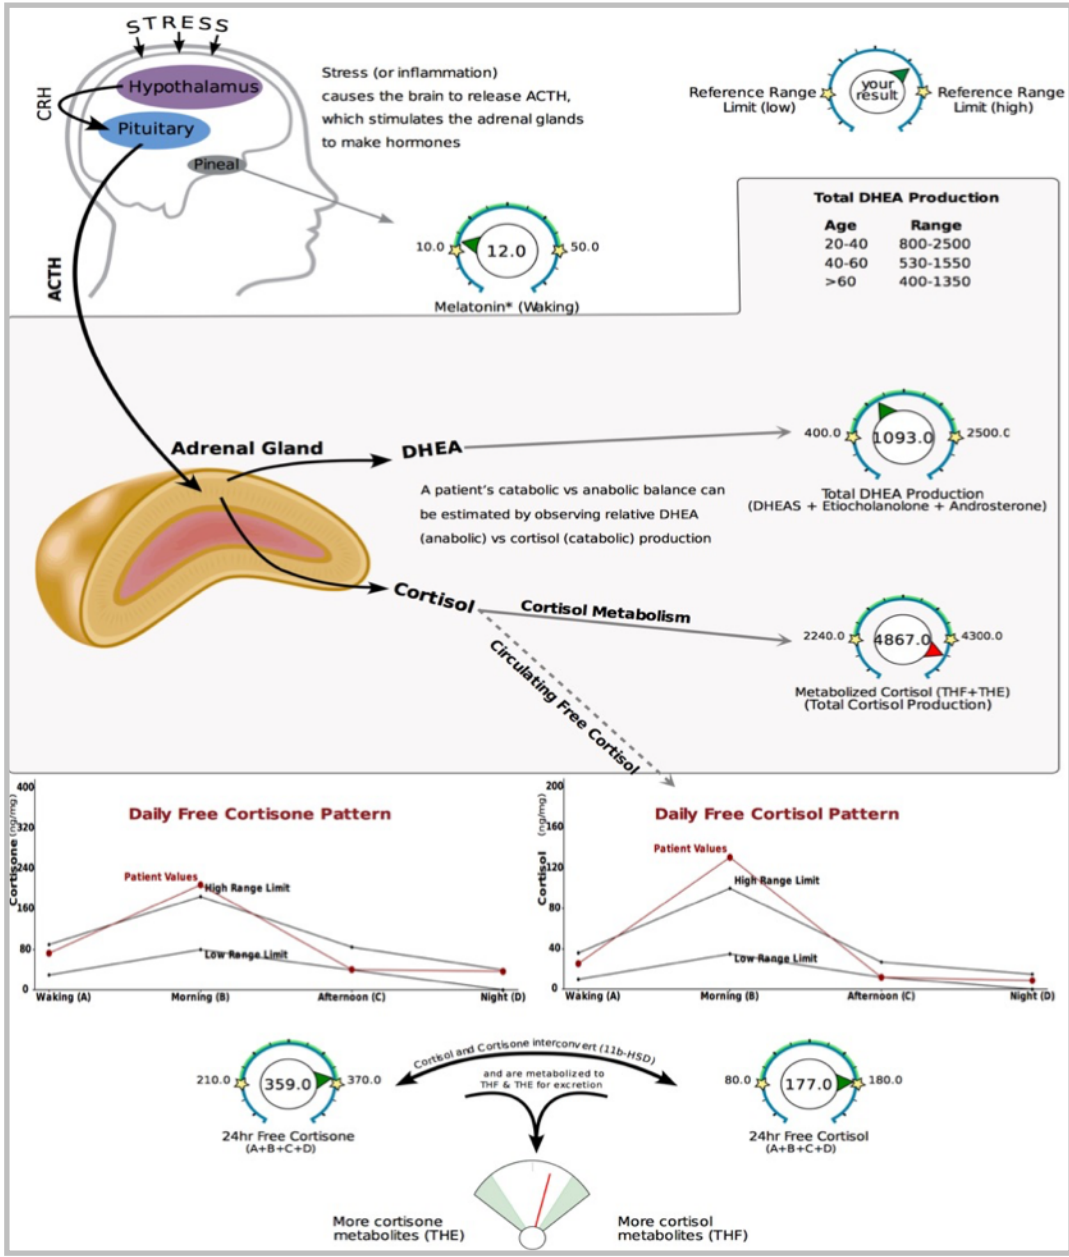 STRESS
Hypothalamus
CRH
Pituitary
Pineal
ACTH
Stress (or inflammation)
causes the brain to release ACTH,
which stimulates the adrenal glands
to make hormones
your
result
Reference Range
Limit (low)
Reference Range
Limit (high)
10.0
12.0
50.0
Melatonin* (Waking)
Total DHEA Production
Age Range
20-40 800-2500
40-60 530-1550
>60 400-1350
Adrenal Gland
DHEA
400.0
1093.0
2500.0
Total DHEA Production
(DHEAS + Etiocholanolone + Androsterone)
A patient's catabolic vs anabolic balance can
be estimated by observing relative DHEA
(anabolic) vs cortisol (catabolic) production
Cortisol
Cortisol Metabolism
Circulating Free Cortisol
2240.0
4867.0
4300.0
Metabolized Cortisol (THF+THE)
(Total Cortisol Production)
Daily Free Cortisone Pattern
Cortisone (ng/mg)
400
320
240
160
80
0
Patient Values
High Range Limit
Low Range Limit
Waking (A)
Morning (B)
Afternoon (C)
Night (D)
Daily Free Cortisol Pattern
Cortisol (ng/mg)
200
160
120
80
40
0
Patient Values
High Range Limit
Low Range Limit
Waking (A)
Morning (B)
Afternoon (C)
Night (D)
210.0
359.0
370.0
24hr Free Cortisone
(A+B+C+D)
Cortisol and Cortisone interconvert (11b-HSD)
and are metabolized to
THF & THE for excretion
80.0
177.0
180.0
24hr Free Cortisol
(A+B+C+D)
More cortisone
metabolites (THE)
More cortisol
metabolites (THF)